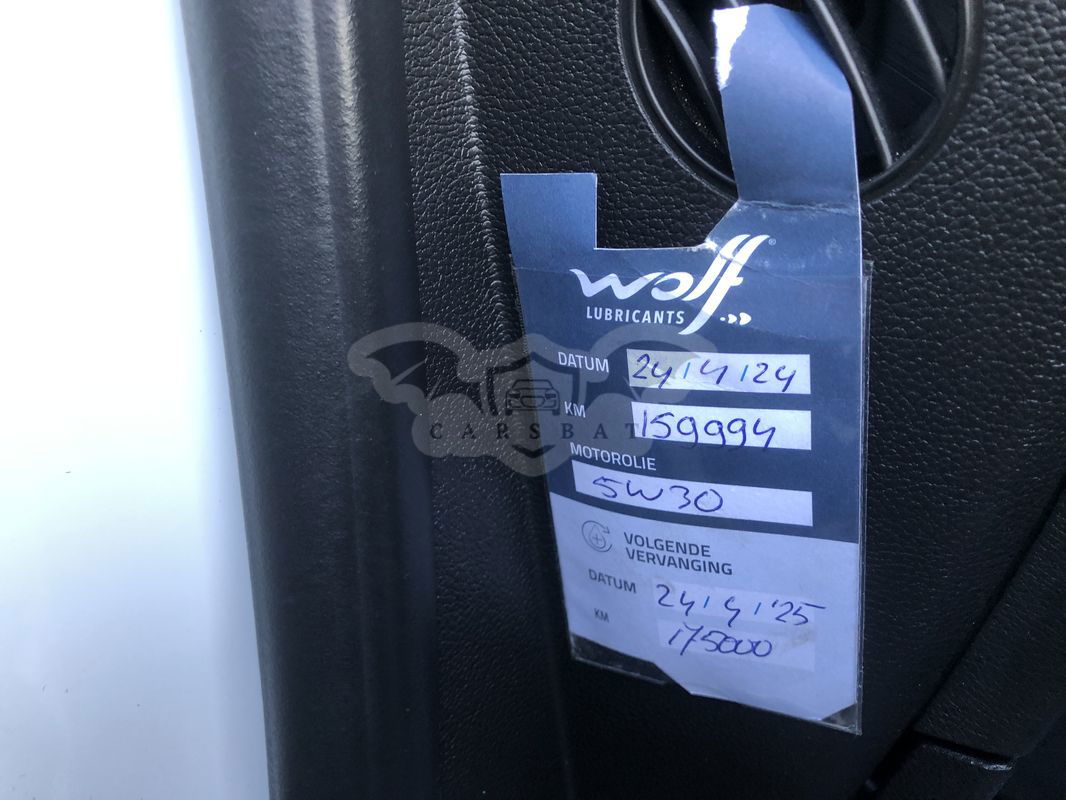 wolf
LUBRICANTS
DATUM 24/4/24
KM 159994
CARSBAT
MOTOROLIE
5W30
VOLGENDE
VERVANGING
DATUM 24/4/'25
KM 175000